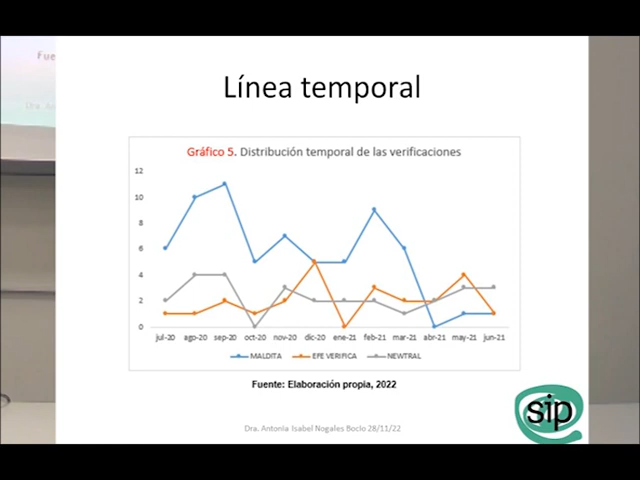 Fue
Dra. An
Línea temporal
Gráfico 5. Distribución temporal de las verificaciones
12
10
8
6
4
2
0
jul-20 ago-20 sep-20 oct-20 nov-20 dic-20 ene-21 feb-21 mar-21 abr-21 may-21 jun-21
MALDITA EFE VERIFICA NEWTRAL
Fuente: Elaboración propia, 2022
Dra. Antonia Isabel Nogales Bocio 28/11/22
sip